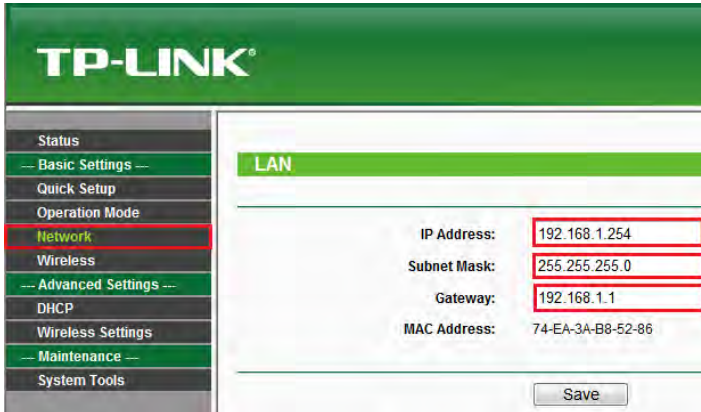 TP-LINK®
Status
--- Basic Settings ---
Quick Setup
Operation Mode
Network
Wireless
--- Advanced Settings ---
DHCP
Wireless Settings
--- Maintenance ---
System Tools
LAN
IP Address: 192.168.1.254
Subnet Mask: 255.255.255.0
Gateway: 192.168.1.1
MAC Address: 74-EA-3A-B8-52-86
Save